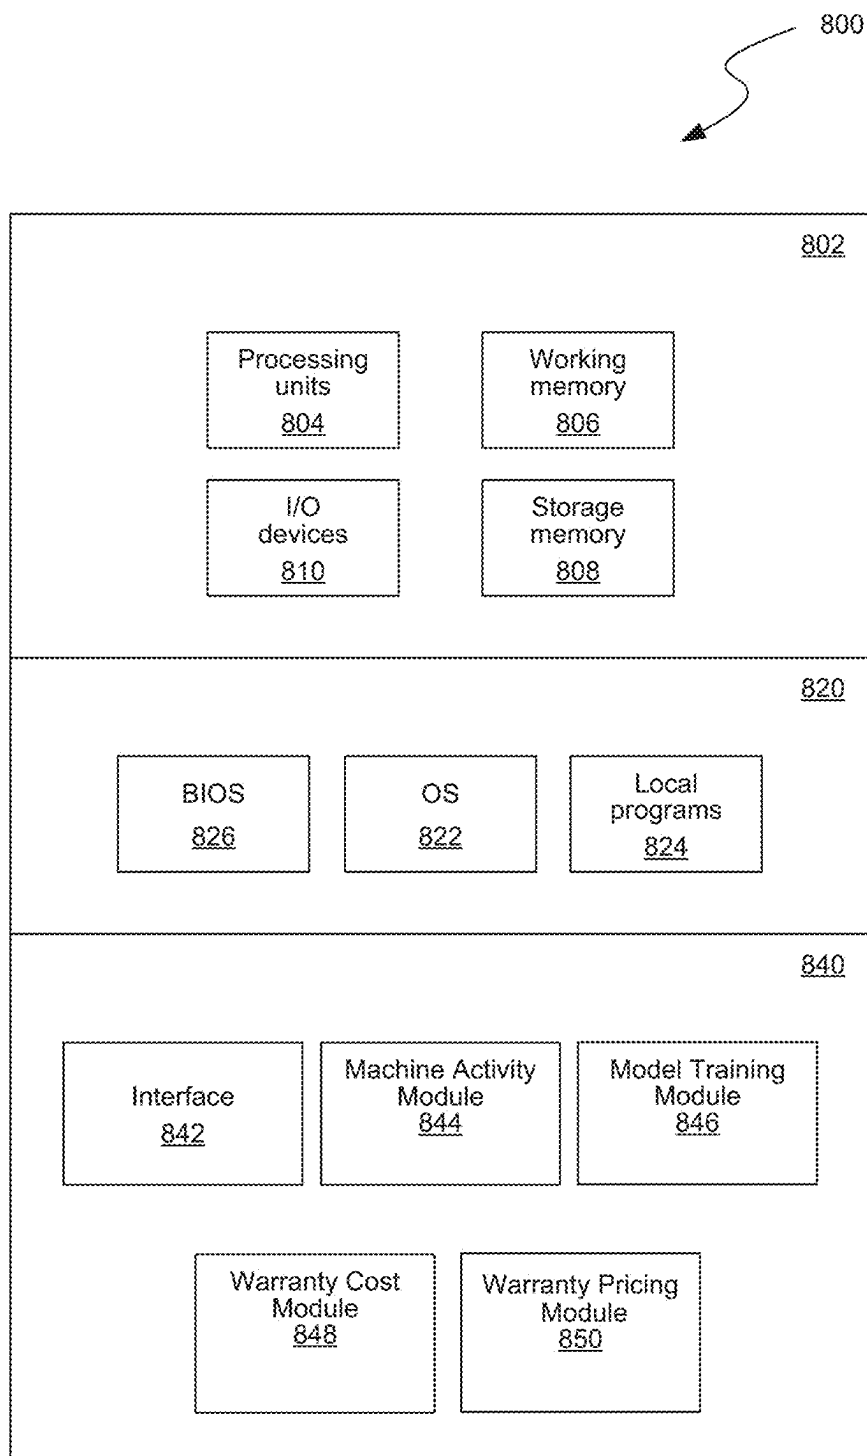 800
802
Processing
units
804
Working
memory
806
I/O
devices
810
Storage
memory
808
820
BIOS
826
OS
822
Local
programs
824
840
Interface
842
Machine Activity
Module
844
Model Training
Module
846
Warranty Cost
Module
848
Warranty Pricing
Module
850